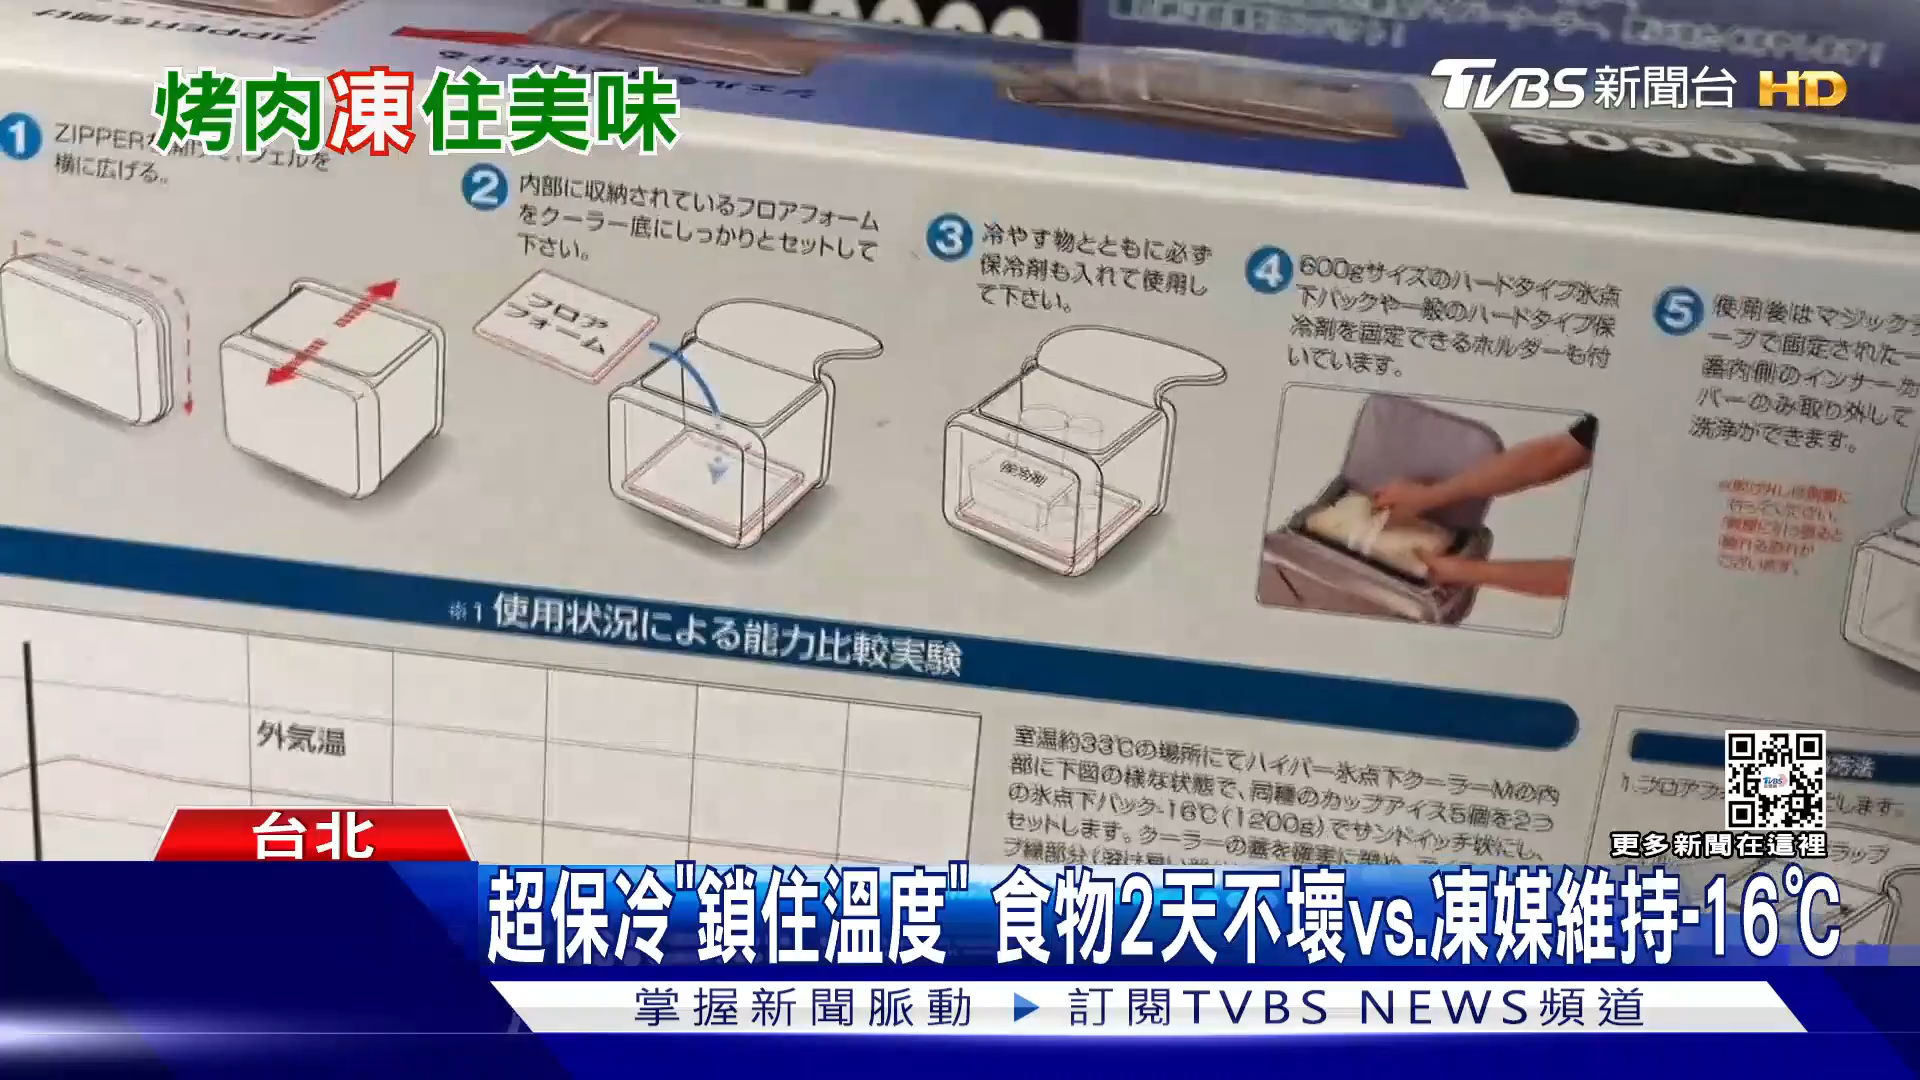 烤肉凍住美味
TVBS新聞台 HD
LOGOS
1
横に広げる。
2 内部に収納されているフロアフォーム
をクーラー底にしっかりとセットして
下さい。
フロア
フォーム
3 冷やす物とともに必ず
保冷剤も入れて使用し
て下さい。
保冷剤
4 600gサイズのハードタイプ氷点
下パックや一般のハードタイプ保
冷剤を固定できるホルダーも付
いています。
5 使用後はマジックテ
ープで固定された
蓋内側のインサーカ
バーのみ取り外して
洗浄ができます。
※1 使用状況による能力比較実験
外気温
室温約33℃の場所にてハイパー氷点下クーラーMの内
部に下図の様な状態で、同種のカップアイス5個を2つ
の氷点下パック-16℃(1200g)でサンドイッチ状にし、
セットします。クーラーの蓋を確実に
更多新聞在這裡
台北
超保冷"鎖住溫度" 食物2天不壞vs.凍媒維持-16℃
掌握新聞脈動 ▶ 訂閱TVBS NEWS頻道